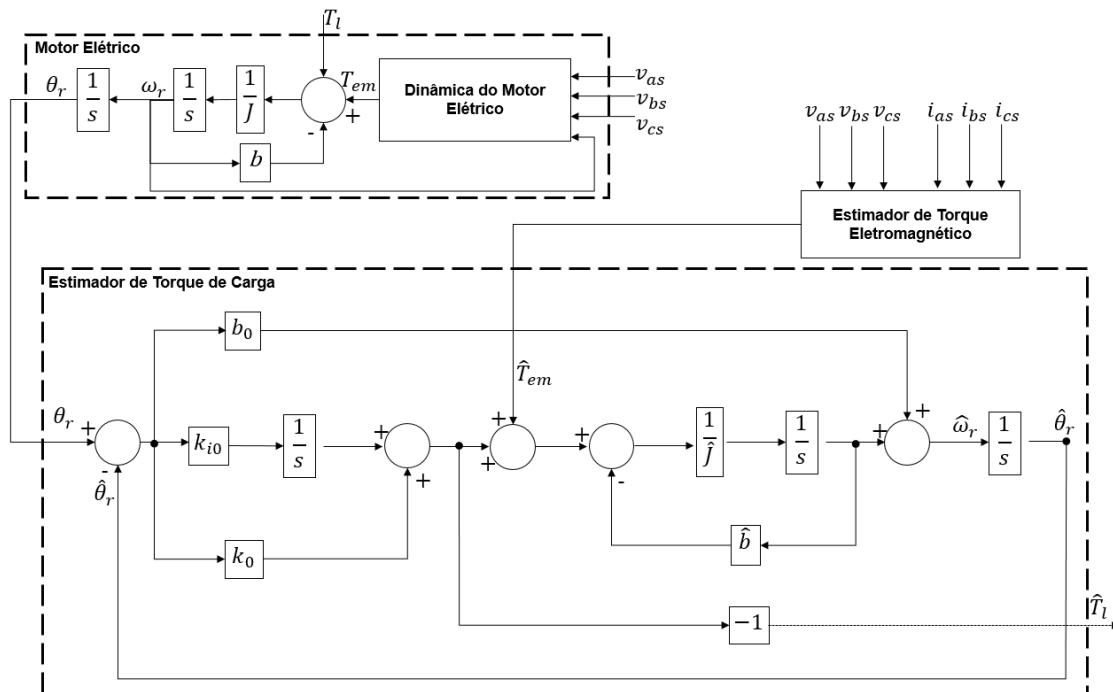 T_l
Motor Elétrico
θ_r
1/s
ω_r
1/s
1/J
T_em
+
-
Dinâmica do Motor
Elétrico
v_as
v_bs
v_cs
b
v_as v_bs v_cs i_as i_bs i_cs
Estimador de Torque
Eletromagnético
Estimador de Torque de Carga
b_0
T̂_em
θ_r
+
-
θ̂_r
k_i0
1/s
+
+
+
+
+
-
1/Ĵ
1/s
+
+
ω̂_r
1/s
θ̂_r
k_0
b̂
−1
T̂_l